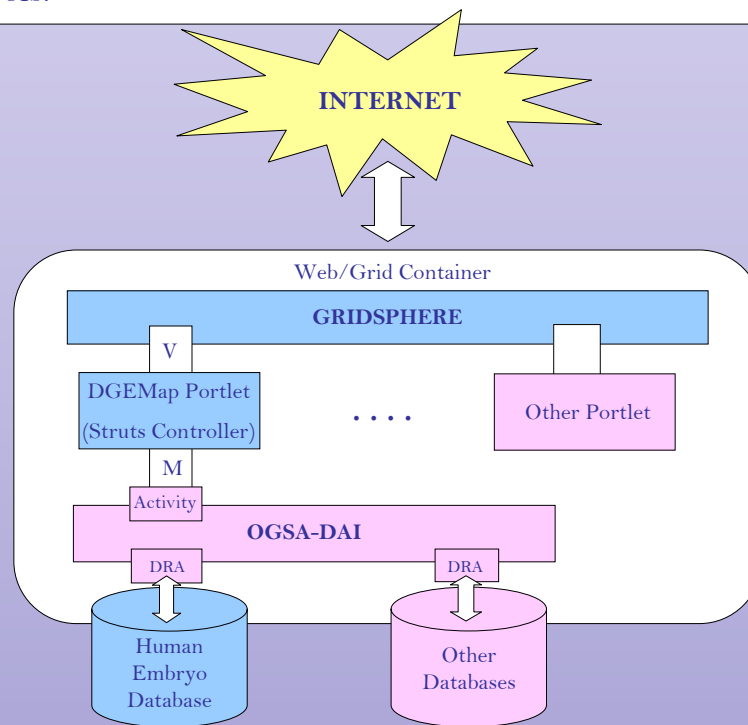 INTERNET
Web/Grid Container
GRIDSPHERE
V
DGEMap Portlet
(Struts Controller)
. . . .
Other Portlet
M
Activity
OGSA-DAI
DRA
DRA
Human
Embryo
Database
Other
Databases